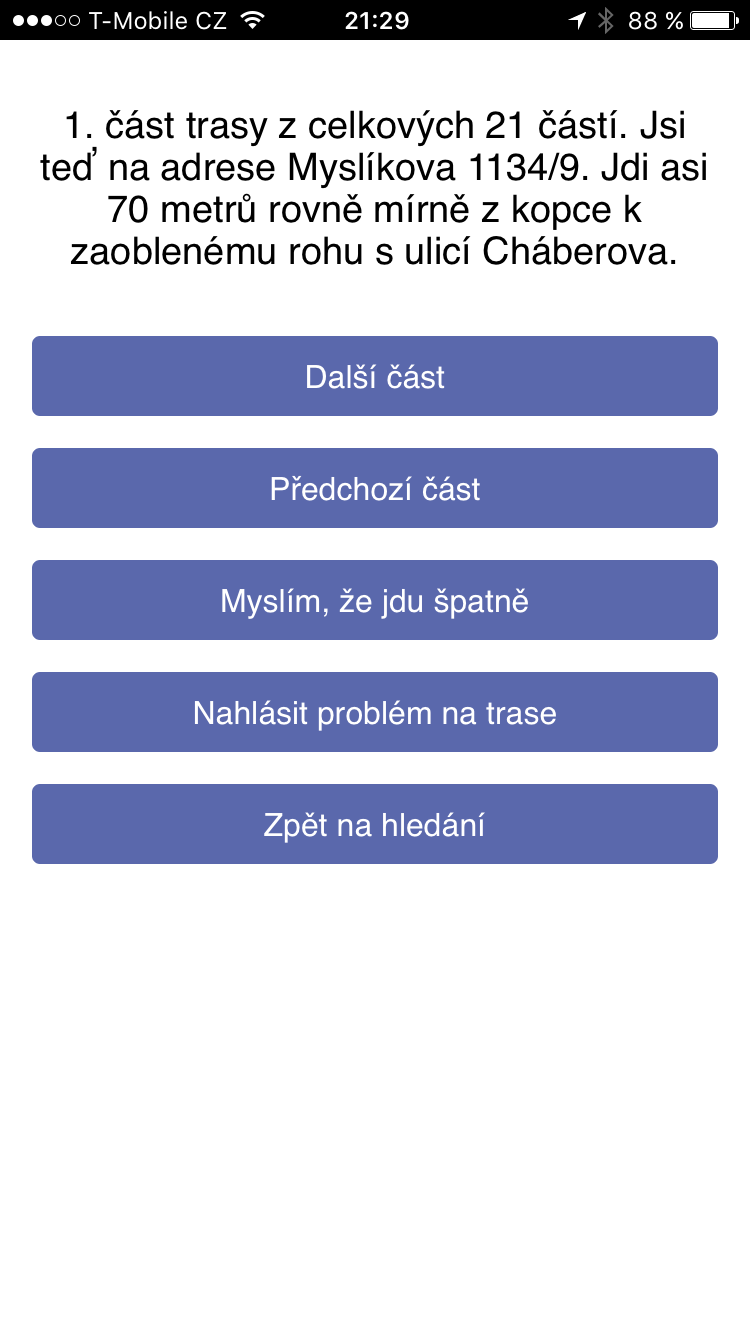 T-Mobile CZ 21:29 88 %
1. část trasy z celkových 21 částí. Jsi
teď na adrese Myslíkova 1134/9. Jdi asi
70 metrů rovně mírně z kopce k
zaoblenému rohu s ulicí Cháberova.
Další část
Předchozí část
Myslím, že jdu špatně
Nahlásit problém na trase
Zpět na hledání